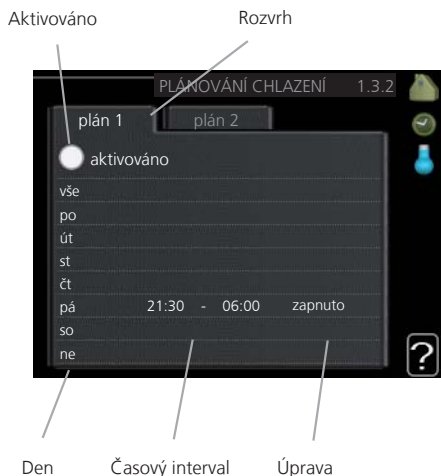 Aktivováno Rozvrh
PLÁNOVÁNÍ CHLAZENÍ 1.3.2
plán 1 plán 2
aktivováno
vše
po
út
st
čt
pá 21:30 - 06:00 zapnuto
so
ne
?
Den Časový interval Úprava